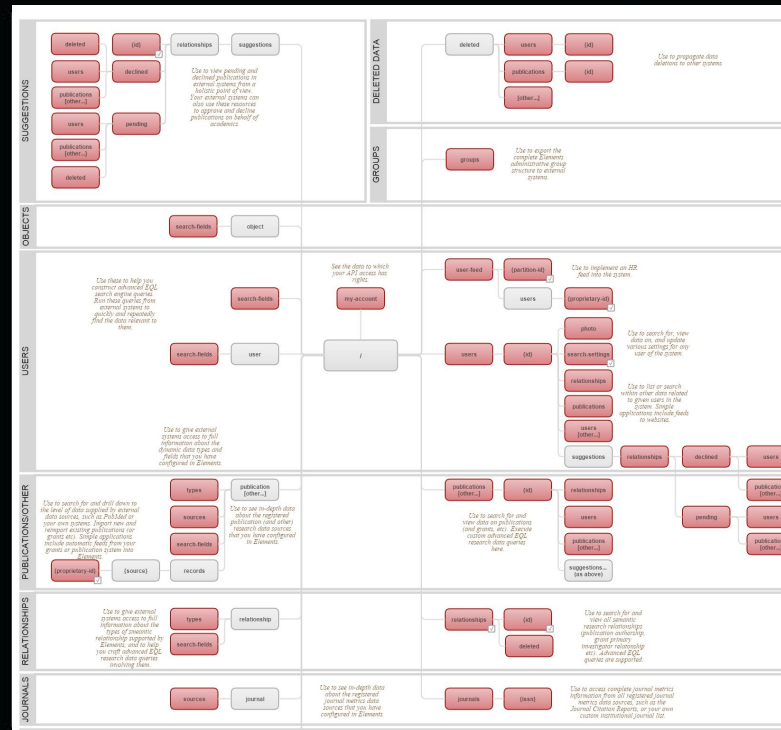 SUGGESTIONS
deleted
(id)
relationships
suggestions
users
declined
publications
[other...]
users
pending
publications
[other...]
deleted
Use to view pending and
declined publications in
external systems from a
holistic point of view.
Your external systems can
also use these resources
to approve and decline
publications on behalf of
academics.
DELETED DATA
deleted
users
(id)
publications
(id)
[other...]
Use to propagate data
deletions to other systems
GROUPS
groups
Use to export the
complete Elements
administrative group
structure to external
systems.
OBJECTS
search-fields
object
USERS
Use these to help you
construct advanced EQL
search engine queries.
Run these queries from
external systems to
quickly and repeatedly
find the data relevant to
them.
search-fields
See the data to which
your API access has
rights.
my-account
search-fields
user
/
Use to give external
systems access to full
information about the
dynamic data types and
fields that you have
configured in Elements.
user-feed
(partition-id)
Use to implement an HR
feed into the system.
users
(proprietary-id)
users
(id)
photo
search-settings
relationships
publications
users
[other...]
Use to search for, view
data on, and update
various settings for any
user of the system.
Use to list or search
within other data related
to given users in the
system. Simple
applications include feeds
to websites.
suggestions
relationships
declined
users
publicatio
[other..
pending
users
publicatio
[other..
PUBLICATIONS/OTHER
Use to search for and drill down to
the level of data supplied by external
data sources, such as PubMed or
your own systems. Import new and
reimport existing publications (or
grants etc). Simple applications
include automatic feeds from your
grants or publication system into
Elements.
types
publication
[other...]
sources
search-fields
Use to see in-depth data
about the registered
publication (and other)
research data sources
that you have configured
in Elements.
(proprietary-id)
(source)
records
publications
[other...]
(id)
relationships
users
publications
[other...]
suggestions...
(as above)
Use to search for and
view data on publications
(and grants, etc). Execute
custom advanced EQL
research data queries
here.
RELATIONSHIPS
Use to give external
systems access to full
information about the
types of semantic
relationship supported by
Elements, and to help
you craft advanced EQL
research data queries
involving them.
types
relationship
search-fields
relationships
(id)
deleted
Use to search for and
view all semantic
research relationships
(publication authorship,
grant primary
investigator relationship
etc). Advanced EQL
queries are supported.
JOURNALS
sources
journal
Use to see in-depth data
about the registered
journal metrics data
sources that you have
configured in Elements.
journals
(issn)
Use to access complete journal metrics
information from all registered journal
metrics data sources, such as the
Journal Citation Reports, or your own
custom institutional journal list.